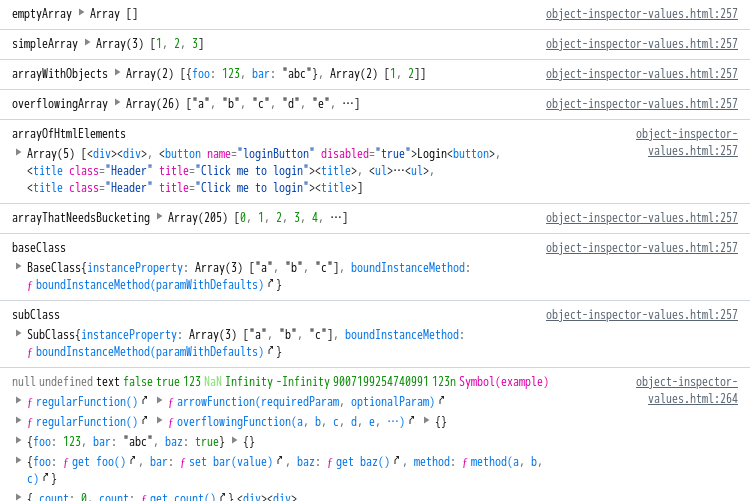 emptyArray ▶ Array [] object-inspector-values.html:257
simpleArray ▶ Array(3) [1, 2, 3] object-inspector-values.html:257
arrayWithObjects ▶ Array(2) [{foo: 123, bar: "abc"}, Array(2) [1, 2]] object-inspector-values.html:257
overflowingArray ▶ Array(26) ["a", "b", "c", "d", "e", …] object-inspector-values.html:257
arrayOfHtmlElements object-inspector-
values.html:257
▶ Array(5) [<div><div>, <button name="loginButton" disabled="true">Login<button>,
<title class="Header" title="Click me to login"><title>, <ul>…<ul>,
<title class="Header" title="Click me to login"><title>]
arrayThatNeedsBucketing ▶ Array(205) [0, 1, 2, 3, 4, …] object-inspector-values.html:257
baseClass object-inspector-values.html:257
▶ BaseClass{instanceProperty: Array(3) ["a", "b", "c"], boundInstanceMethod:
ƒ boundInstanceMethod(paramWithDefaults) }
subClass object-inspector-values.html:257
▶ SubClass{instanceProperty: Array(3) ["a", "b", "c"], boundInstanceMethod:
ƒ boundInstanceMethod(paramWithDefaults) }
null undefined text false true 123 NaN Infinity -Infinity 9007199254740991 123n Symbol(example) object-inspector-
values.html:264
▶ ƒ regularFunction() ▶ ƒ arrowFunction(requiredParam, optionalParam)
▶ ƒ regularFunction() ▶ ƒ overflowingFunction(a, b, c, d, e, …) ▶ {}
▶ {foo: 123, bar: "abc", baz: true} ▶ {}
▶ {foo: ƒ get foo() , bar: ƒ set bar(value) , baz: ƒ get baz() , method: ƒ method(a, b,
c) }
▶ {_count: 0, count: ƒ get count() } <div><div>